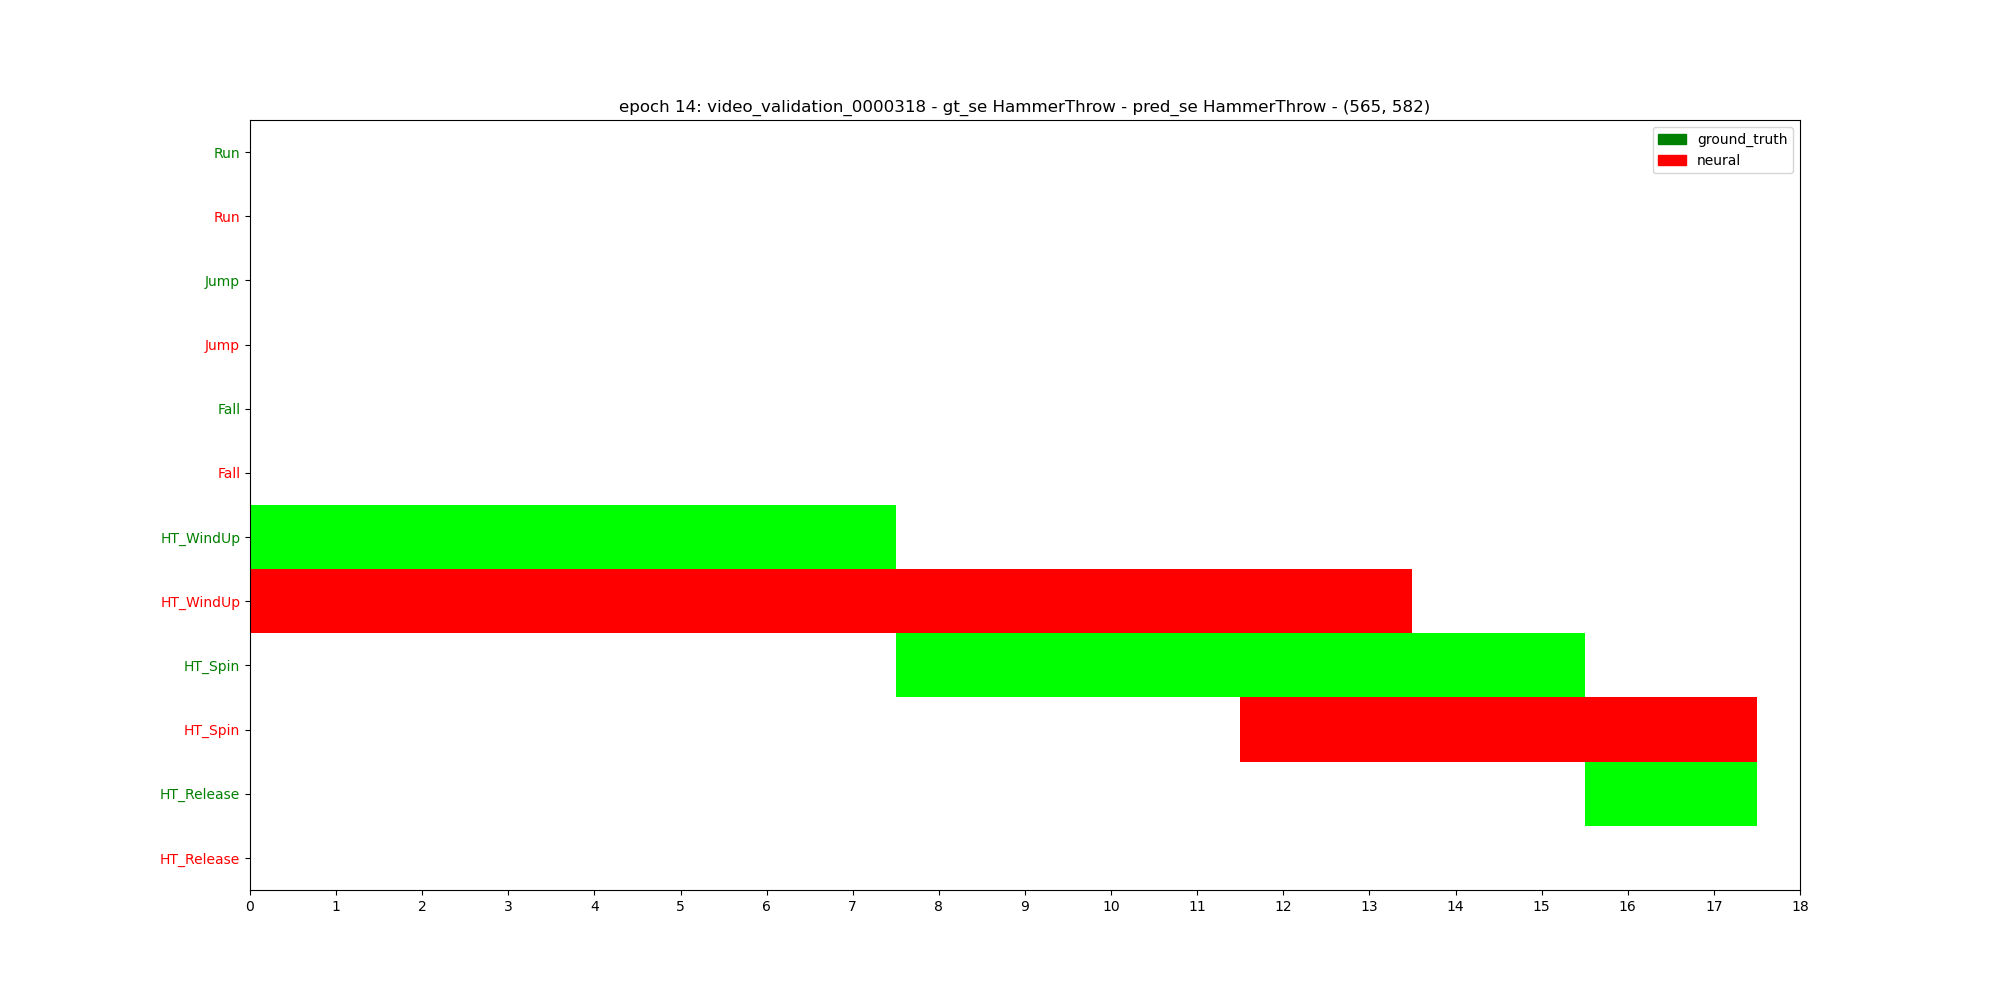 epoch 14: video_validation_0000318 - gt_se HammerThrow - pred_se HammerThrow - (565, 582)
ground_truth
neural
Run
Run
Jump
Jump
Fall
Fall
HT_WindUp
HT_WindUp
HT_Spin
HT_Spin
HT_Release
HT_Release
0 1 2 3 4 5 6 7 8 9 10 11 12 13 14 15 16 17 18